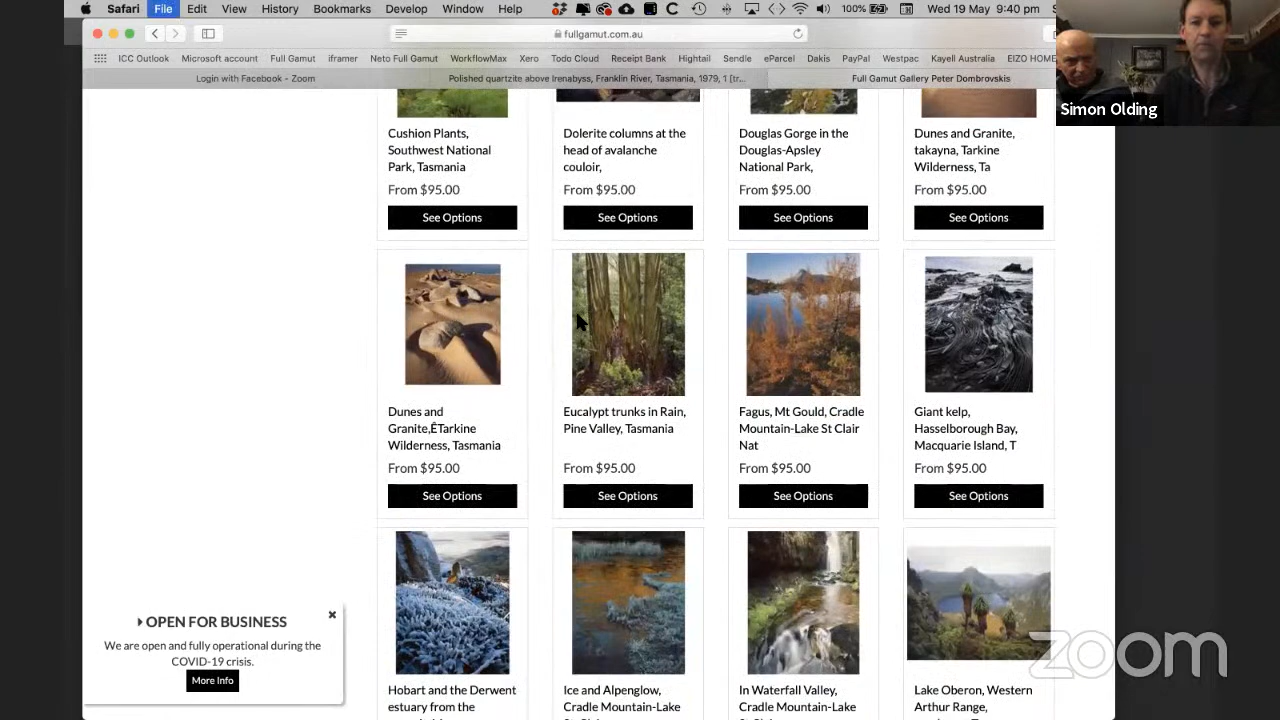 Safari File Edit View History Bookmarks Develop Window Help 100% Wed 19 May 9:40 pm
fullgamut.com.au
ICC Outlook Microsoft account Full Gamut iframer Neto Full Gamut WorkflowMax Xero Todo Cloud Receipt Bank Hightail Sendle eParcel Dakis PayPal Westpac Kayell Australia EIZO HOME
Login with Facebook - Zoom Polished quartzite above Irenabyss, Franklin River, Tasmania, 1979, 1 [tr... Full Gamut Gallery Peter Dombrovskis
Simon Olding
Cushion Plants,
Southwest National
Park, Tasmania
From $95.00
See Options
Dolerite columns at the
head of avalanche
couloir,
From $95.00
See Options
Douglas Gorge in the
Douglas-Apsley
National Park,
From $95.00
See Options
Dunes and Granite,
takayna, Tarkine
Wilderness, Ta
From $95.00
See Options
Dunes and
Granite,ÊTarkine
Wilderness, Tasmania
From $95.00
See Options
Eucalypt trunks in Rain,
Pine Valley, Tasmania
From $95.00
See Options
Fagus, Mt Gould, Cradle
Mountain-Lake St Clair
Nat
From $95.00
See Options
Giant kelp,
Hasselborough Bay,
Macquarie Island, T
From $95.00
See Options
Hobart and the Derwent
estuary from the
Ice and Alpenglow,
Cradle Mountain-Lake
In Waterfall Valley,
Cradle Mountain-Lake
Lake Oberon, Western
Arthur Range,
OPEN FOR BUSINESS
We are open and fully operational during the
COVID-19 crisis.
More Info
zoom